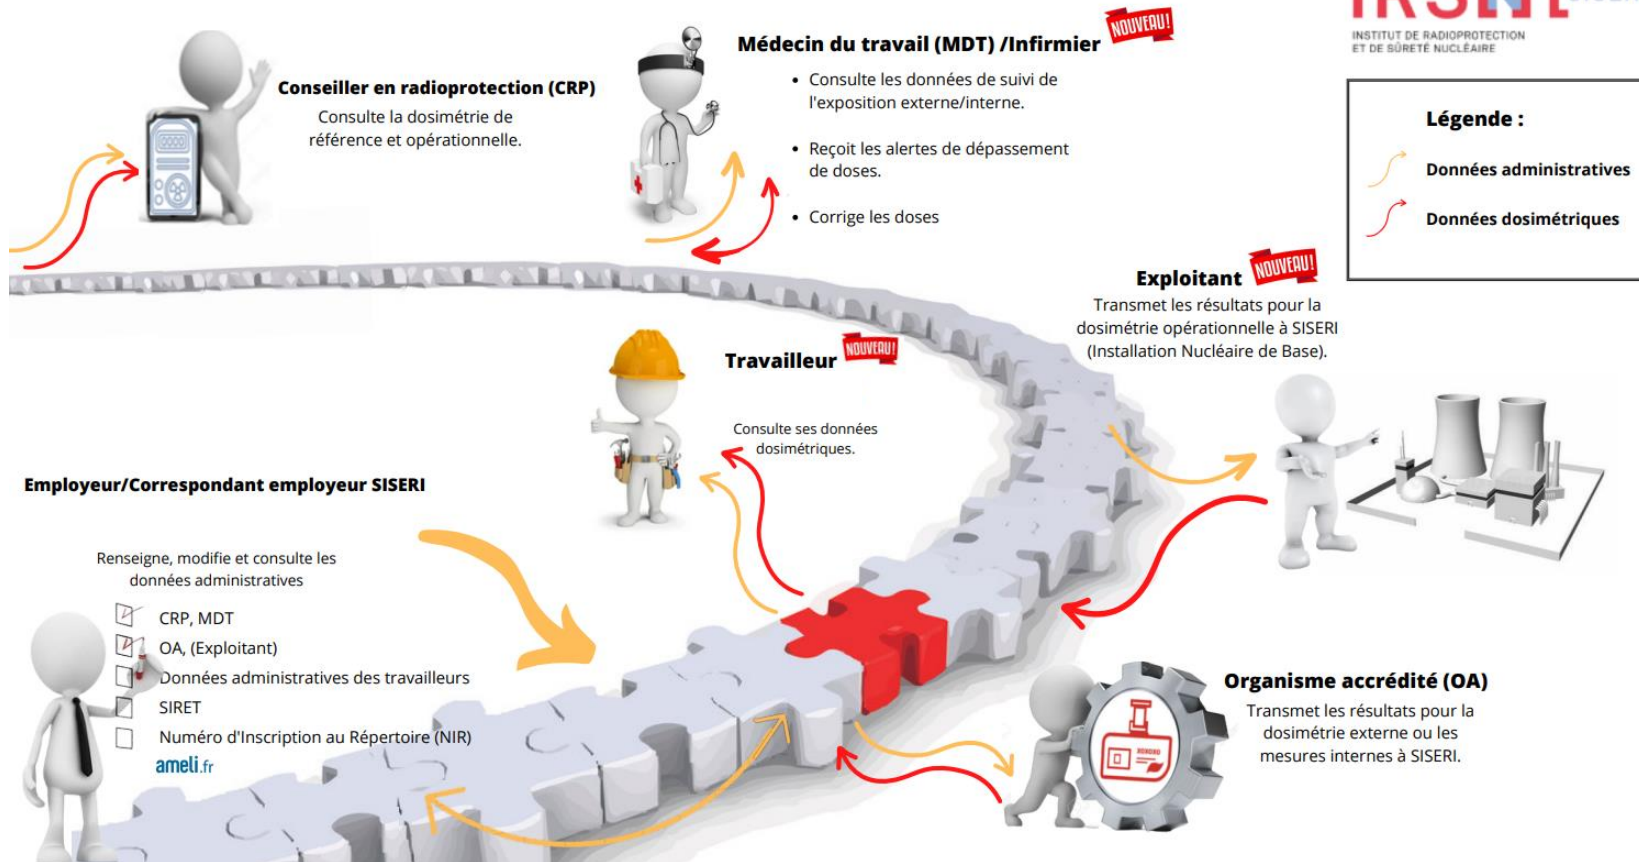 INSTITUT DE RADIOPROTECTION
ET DE SÛRETÉ NUCLÉAIRE
Conseiller en radioprotection (CRP)
Consulte la dosimétrie de
référence et opérationnelle.
Médecin du travail (MDT) /Infirmier
NOUVEAU!
• Consulte les données de suivi de
l'exposition externe/interne.
• Reçoit les alertes de dépassement
de doses.
• Corrige les doses
Légende :
Données administratives
Données dosimétriques
Exploitant
NOUVEAU!
Transmet les résultats pour la
dosimétrie opérationnelle à SISERI
(Installation Nucléaire de Base).
Travailleur
NOUVEAU!
Consulte ses données
dosimétriques.
Employeur/Correspondant employeur SISERI
Renseigne, modifie et consulte les
données administratives
CRP, MDT
OA, (Exploitant)
Données administratives des travailleurs
SIRET
Numéro d'Inscription au Répertoire (NIR)
ameli.fr
Organisme accrédité (OA)
Transmet les résultats pour la
dosimétrie externe ou les
mesures internes à SISERI.